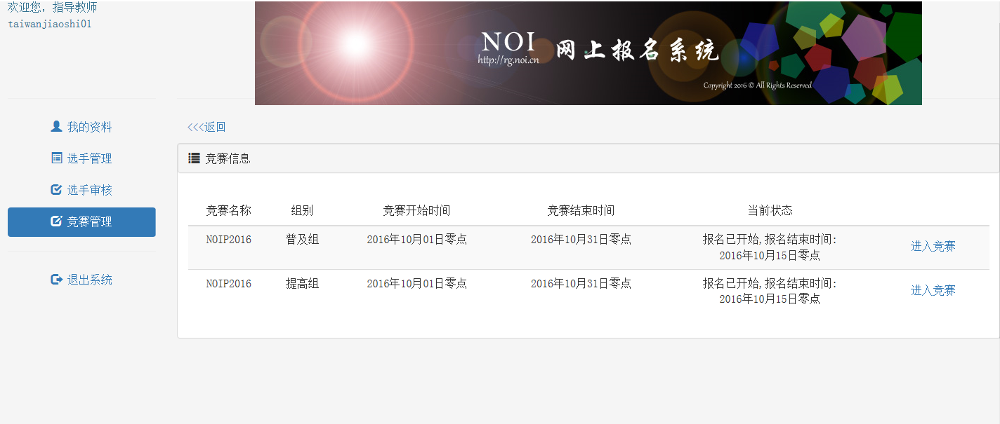 欢迎您，指导教师
taiwanjiaoshi01
NOI 网上报名系统
http://rg.noi.cn
Copyright 2016 © All Rights Reserved
我的资料
选手管理
选手审核
竞赛管理
退出系统
<<<返回
竞赛信息
竞赛名称 组别 竞赛开始时间 竞赛结束时间 当前状态
NOIP2016 普及组 2016年10月01日零点 2016年10月31日零点 报名已开始,报名结束时间: 进入竞赛
2016年10月15日零点
NOIP2016 提高组 2016年10月01日零点 2016年10月31日零点 报名已开始,报名结束时间: 进入竞赛
2016年10月15日零点